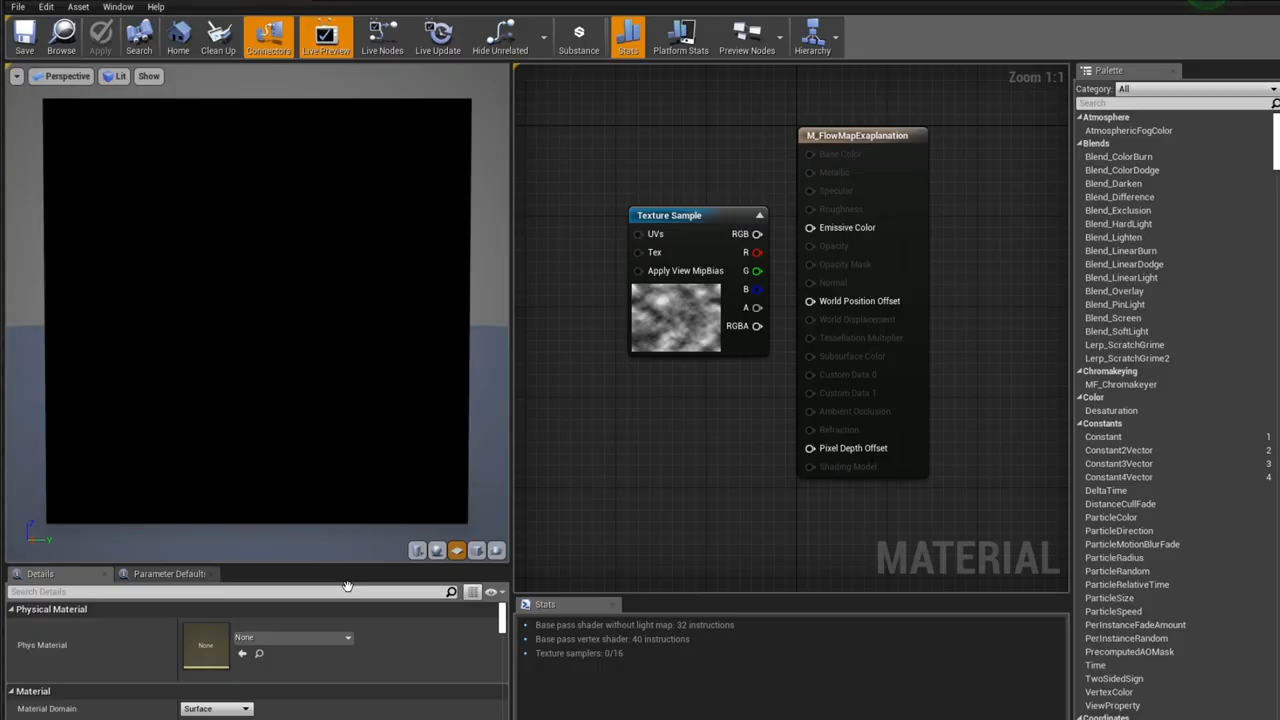 File Edit Asset Window Help
Save Browse Apply Search Home Clean Up Connectors Live Preview Live Nodes Live Update Hide Unrelated Substance Stats Platform Stats Preview Nodes Hierarchy
Perspective Lit Show
Zoom 1:1
M_FlowMapExaplanation
Base Color
Metallic
Specular
Roughness
Emissive Color
Opacity
Opacity Mask
Normal
World Position Offset
World Displacement
Tessellation Multiplier
Subsurface Color
Custom Data 0
Custom Data 1
Ambient Occlusion
Refraction
Pixel Depth Offset
Shading Model
Texture Sample
UVs RGB
Tex R
Apply View MipBias G
B
A
RGBA
MATERIAL
Z
Y
Details Parameter Default
Search Details
Physical Material
Phys Material None None
Material
Material Domain Surface
Stats
Base pass shader without light map: 32 instructions
Base pass vertex shader: 40 instructions
Texture samplers: 0/16
Palette
Category: All
Search
Atmosphere
AtmosphericFogColor
Blends
Blend_ColorBurn
Blend_ColorDodge
Blend_Darken
Blend_Difference
Blend_Exclusion
Blend_HardLight
Blend_Lighten
Blend_LinearBurn
Blend_LinearDodge
Blend_LinearLight
Blend_Overlay
Blend_PinLight
Blend_Screen
Blend_SoftLight
Lerp_ScratchGrime
Lerp_ScratchGrime2
Chromakeying
MF_Chromakeyer
Color
Desaturation
Constants
Constant 1
Constant2Vector 2
Constant3Vector 3
Constant4Vector 4
DeltaTime
DistanceCullFade
ParticleColor
ParticleDirection
ParticleMotionBlurFade
ParticleRadius
ParticleRandom
ParticleRelativeTime
ParticleSize
ParticleSpeed
PerInstanceFadeAmount
PerInstanceRandom
PrecomputedAOMask
Time
TwoSidedSign
VertexColor
ViewProperty
Coordinates